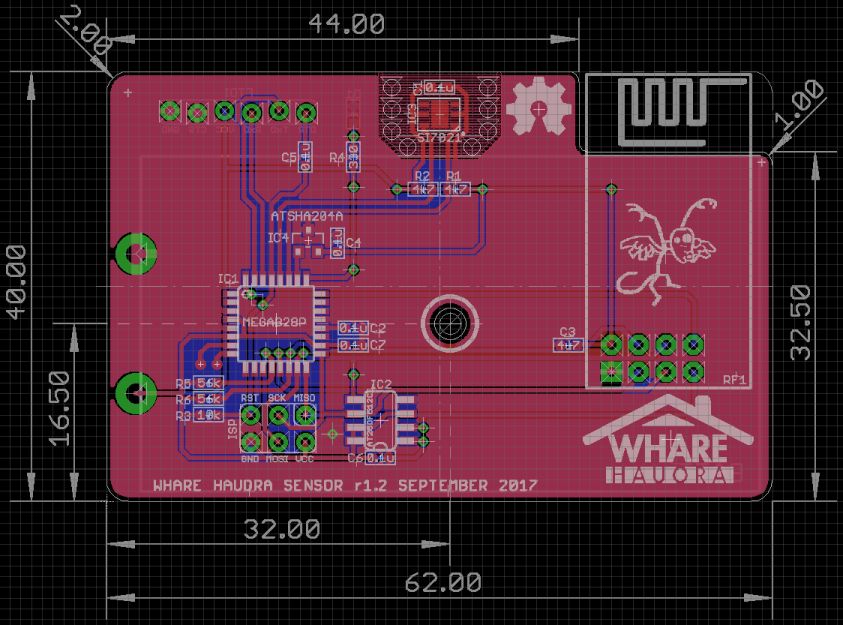 44.00
2.00
1.00
0.1u
IC3
Si7021
C5
0.1u
R4
330
R2
R1
4k7
4k7
ATSHA204A
IC4
0.1u
C4
40.00
32.50
16.50
IC1
MEGA328P
0.1u
C2
0.1u
C7
C3
4u7
R5
56k
R6
56k
R3
10k
IC2
RF1
RST
SCK
MISO
ISP
GND
MOSI
VCC
C6
0.1u
WHARE
HAUORA
WHARE HAUORA SENSOR r1.2 SEPTEMBER 2017
32.00
62.00